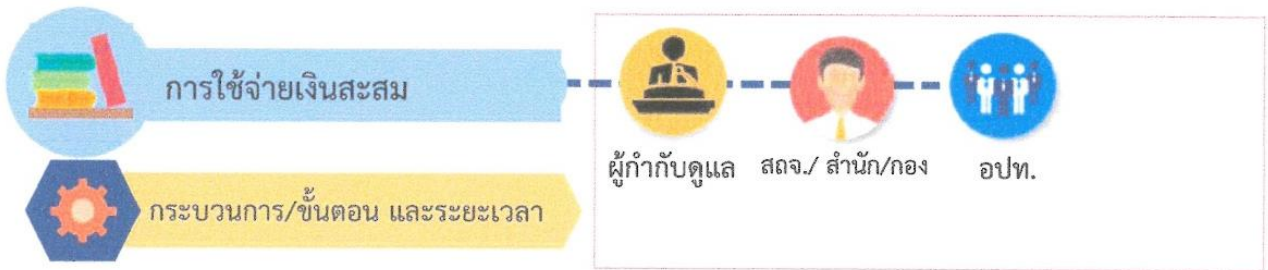 การใช้จ่ายเงินสะสม
ผู้กำกับดูแล สถจ./ สำนัก/กอง อปท.
กระบวนการ/ขั้นตอน และระยะเวลา